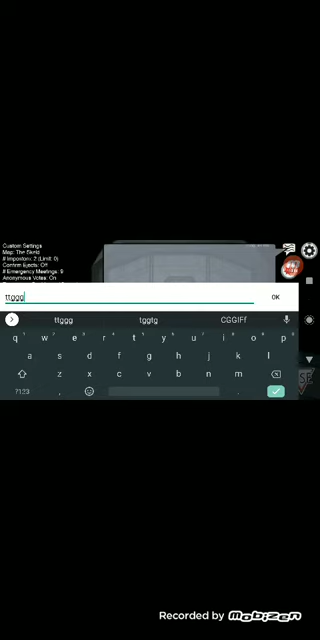 Custom Settings
Map: The Skeld
# Impostors: 2 (Limit: 0)
Confirm Ejects: Off
# Emergency Meetings: 9
Anonymous Votes: On
ttggg
OK
ttggg tggtg CGGIFf
q w e r t y u i o p
a s d f g h j k l
z x c v b n m
?123 , .
Recorded by mobizen